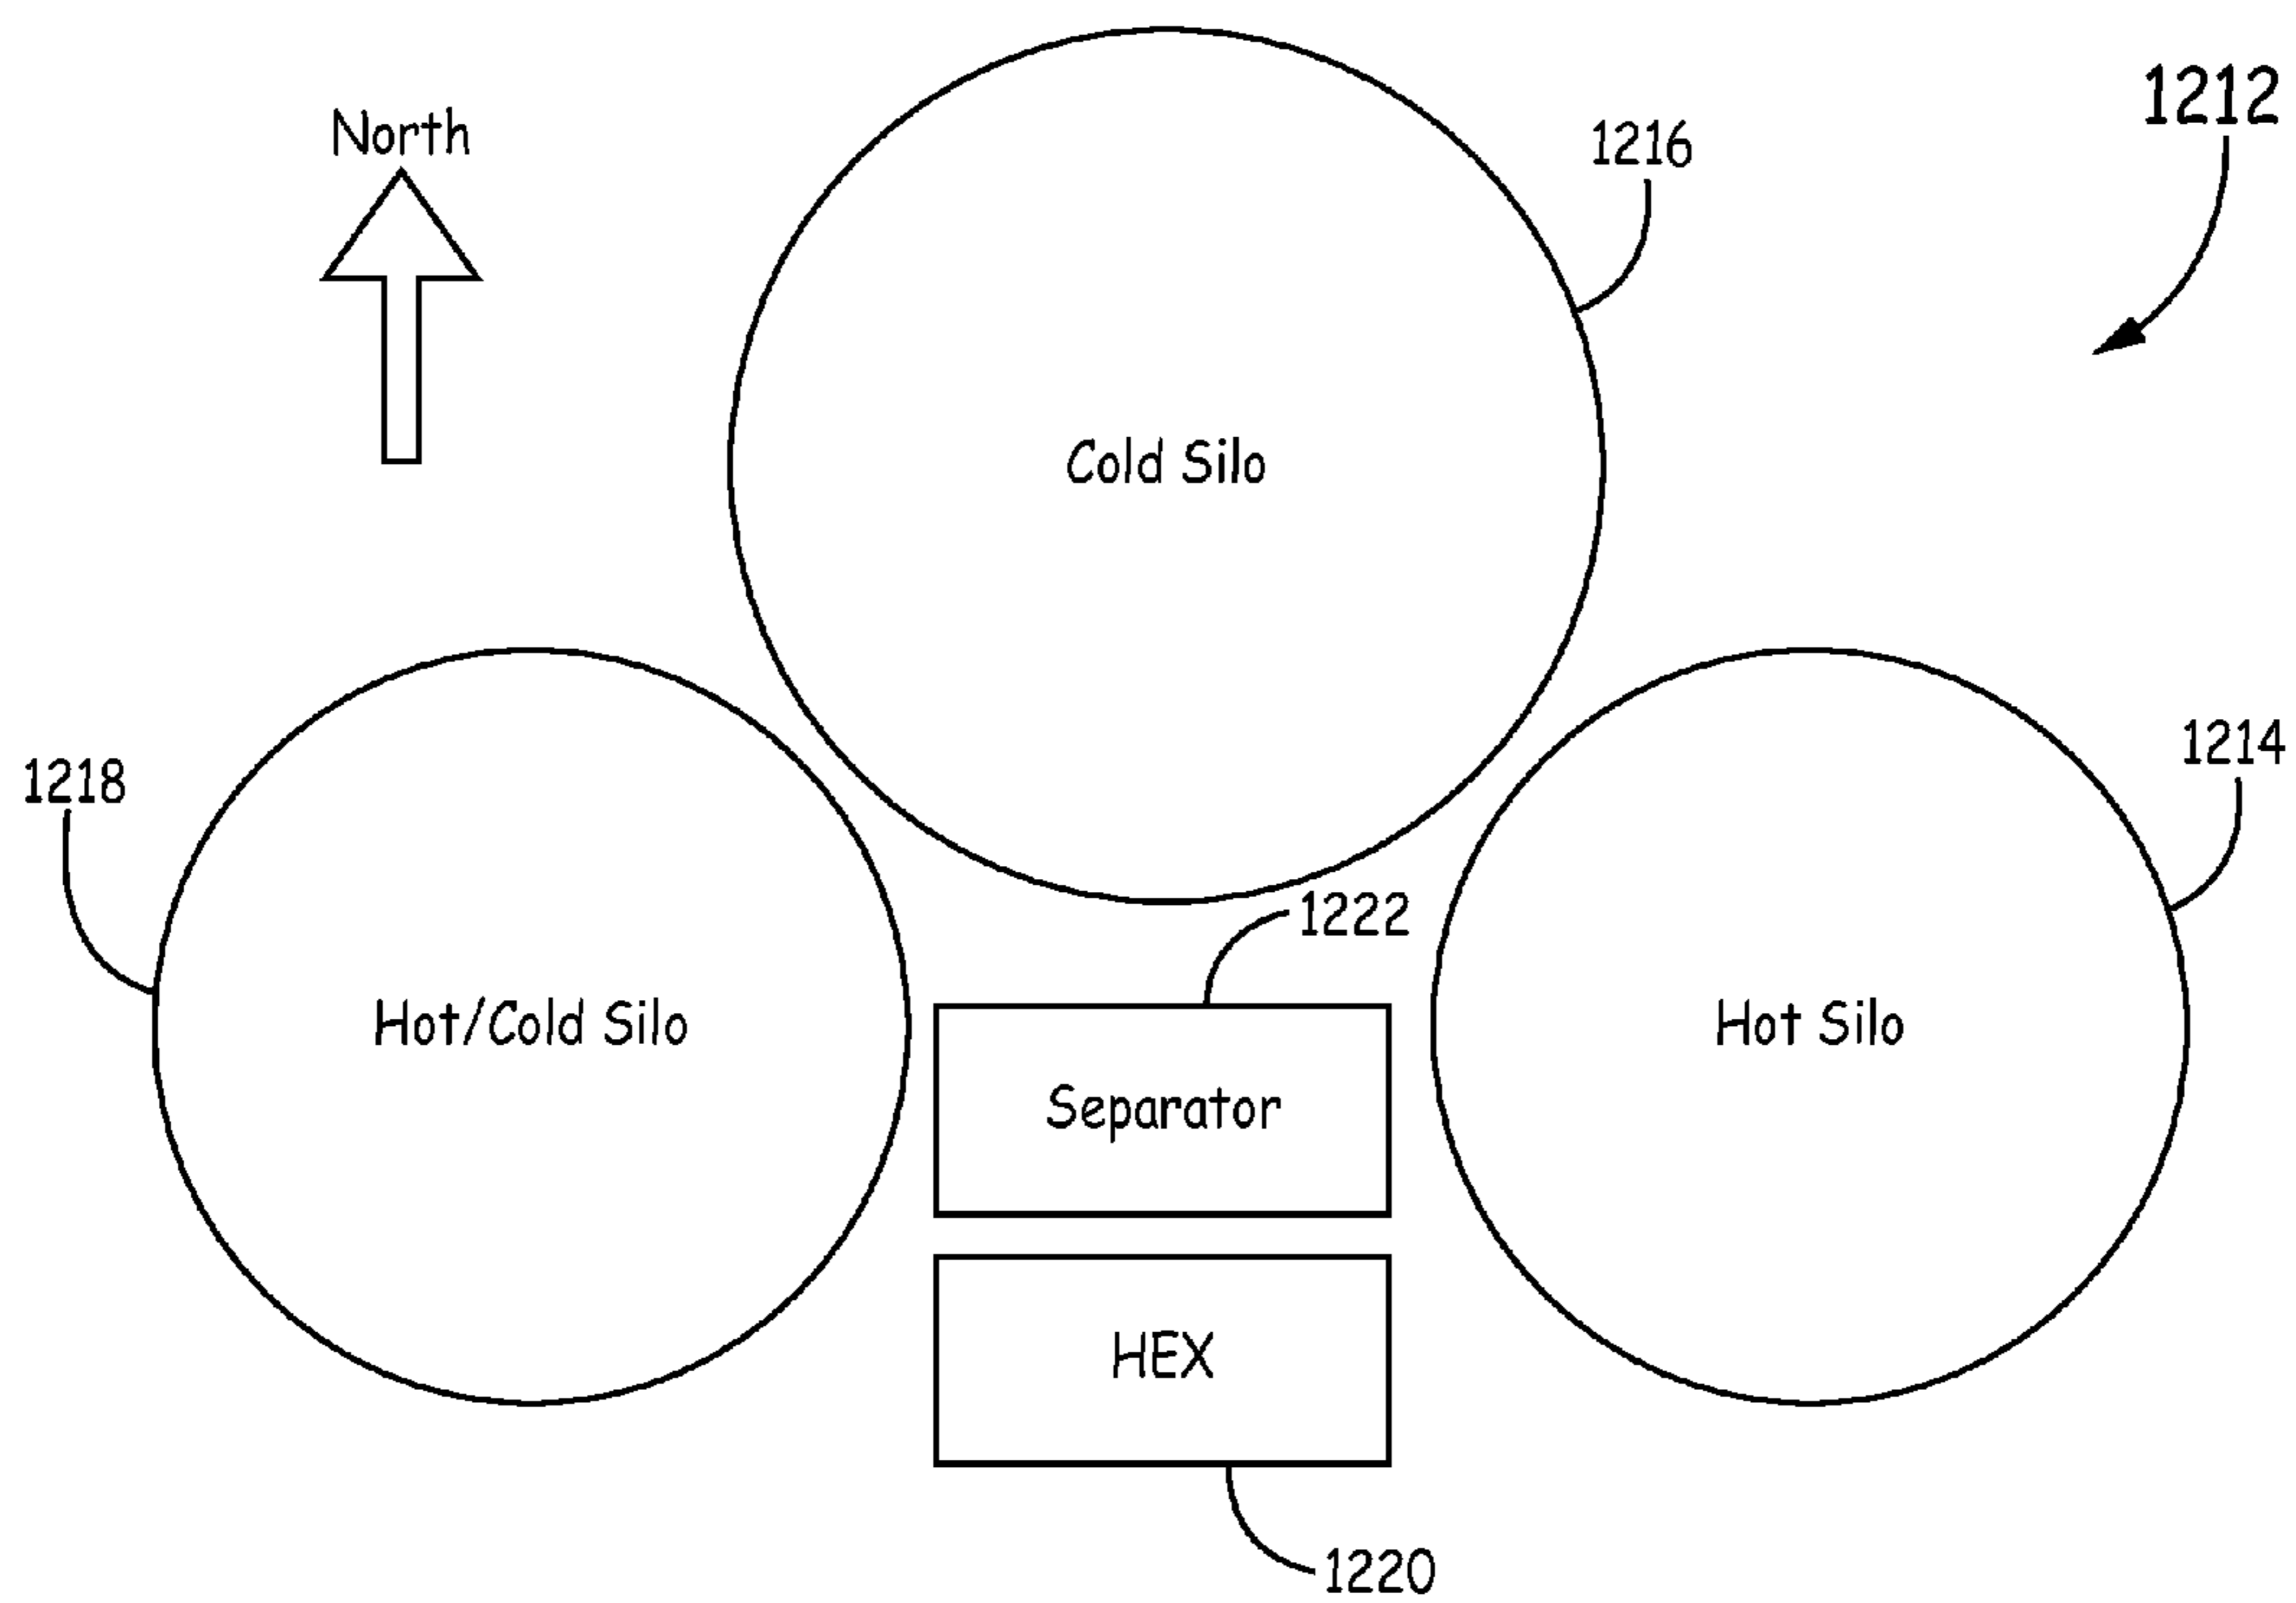 1212
North
1216
Cold Silo
1218
1214
1222
Hot/Cold Silo
Hot Silo
Separator
HEX
1220